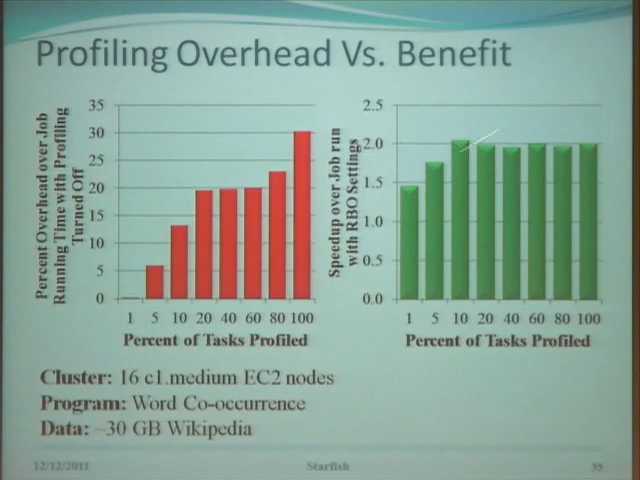 Profiling Overhead Vs. Benefit
Percent Overhead over Job
Running Time with Profiling
Turned Off
35
30
25
20
15
10
5
0
1 5 10 20 40 60 80 100
Percent of Tasks Profiled
Speedup over Job run
with RBO Settings
2.5
2.0
1.5
1.0
0.5
0.0
1 5 10 20 40 60 80 100
Percent of Tasks Profiled
Cluster: 16 c1.medium EC2 nodes
Program: Word Co-occurrence
Data: ~30 GB Wikipedia
12/12/2011 Starfish 35